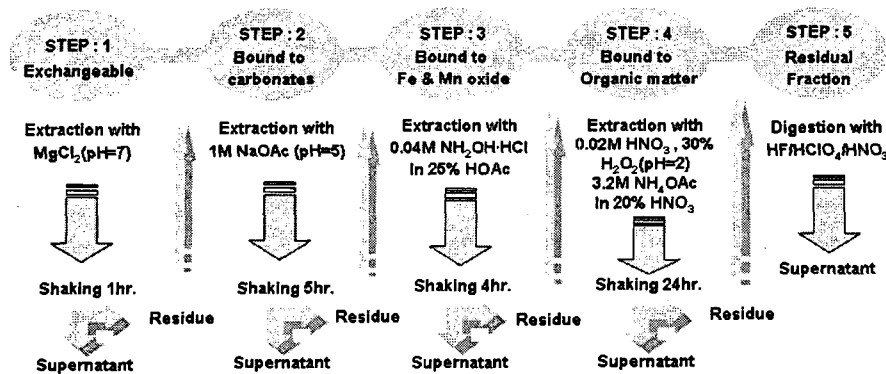 STEP : 1
Exchangeable
Extraction with
MgCl₂(pH=7)
Shaking 1hr.
Residue
Supernatant
STEP : 2
Bound to
carbonates
Extraction with
1M NaOAc (pH=5)
Shaking 5hr.
Residue
Supernatant
STEP : 3
Bound to
Fe & Mn oxide
Extraction with
0.04M NH₂OH·HCl
In 25% HOAc
Shaking 4hr.
Residue
Supernatant
STEP : 4
Bound to
Organic matter
Extraction with
0.02M HNO₃ , 30%
H₂O₂(pH=2)
3.2M NH₄OAc
In 20% HNO₃
Shaking 24hr.
Residue
Supernatant
STEP : 5
Residual
Fraction
Digestion with
HF/HClO₄/HNO₃
Supernatant